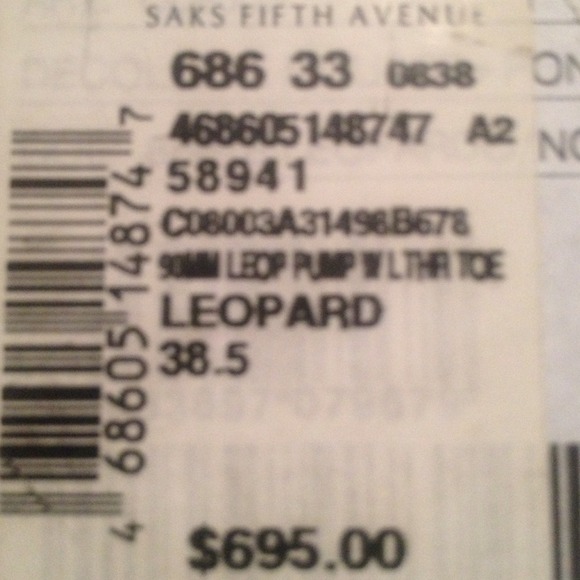 SAKS FIFTH AVENUE
686 33 0838
468605148747 A2
58941
C08003A31498B678
90MM LEOP PUMP W LTHR TOE
LEOPARD
38.5
$695.00
4 68605 14874 7